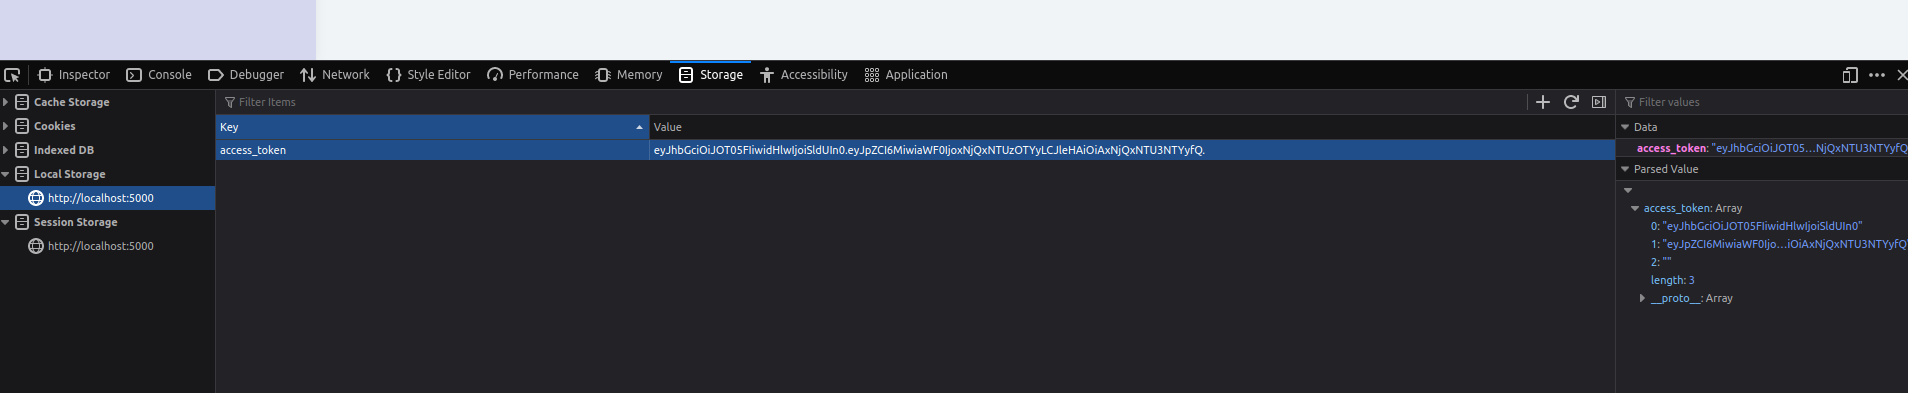 Inspector Console Debugger Network Style Editor Performance Memory Storage Accessibility Application
Cache Storage
Cookies
Indexed DB
Local Storage
http://localhost:5000
Session Storage
http://localhost:5000
Filter Items
Key Value
access_token eyJhbGciOiJOT05FIiwidHlwIjoiSldUIn0.eyJpZCI6MiwiaWF0IjoxNjQxNTUzOTYyLCJleHAiOiAxNjQxNTU3NTYyfQ.
Filter values
Data
access_token: "eyJhbGciOiJOT05...NjQxNTU3NTYyfQ
Parsed Value
access_token: Array
0: "eyJhbGciOiJOT05FIiwidHlwIjoiSldUIn0"
1: "eyJpZCI6MiwiaWF0Ijo...iOiAxNjQxNTU3NTYyfQ
2: ""
length: 3
__proto__: Array